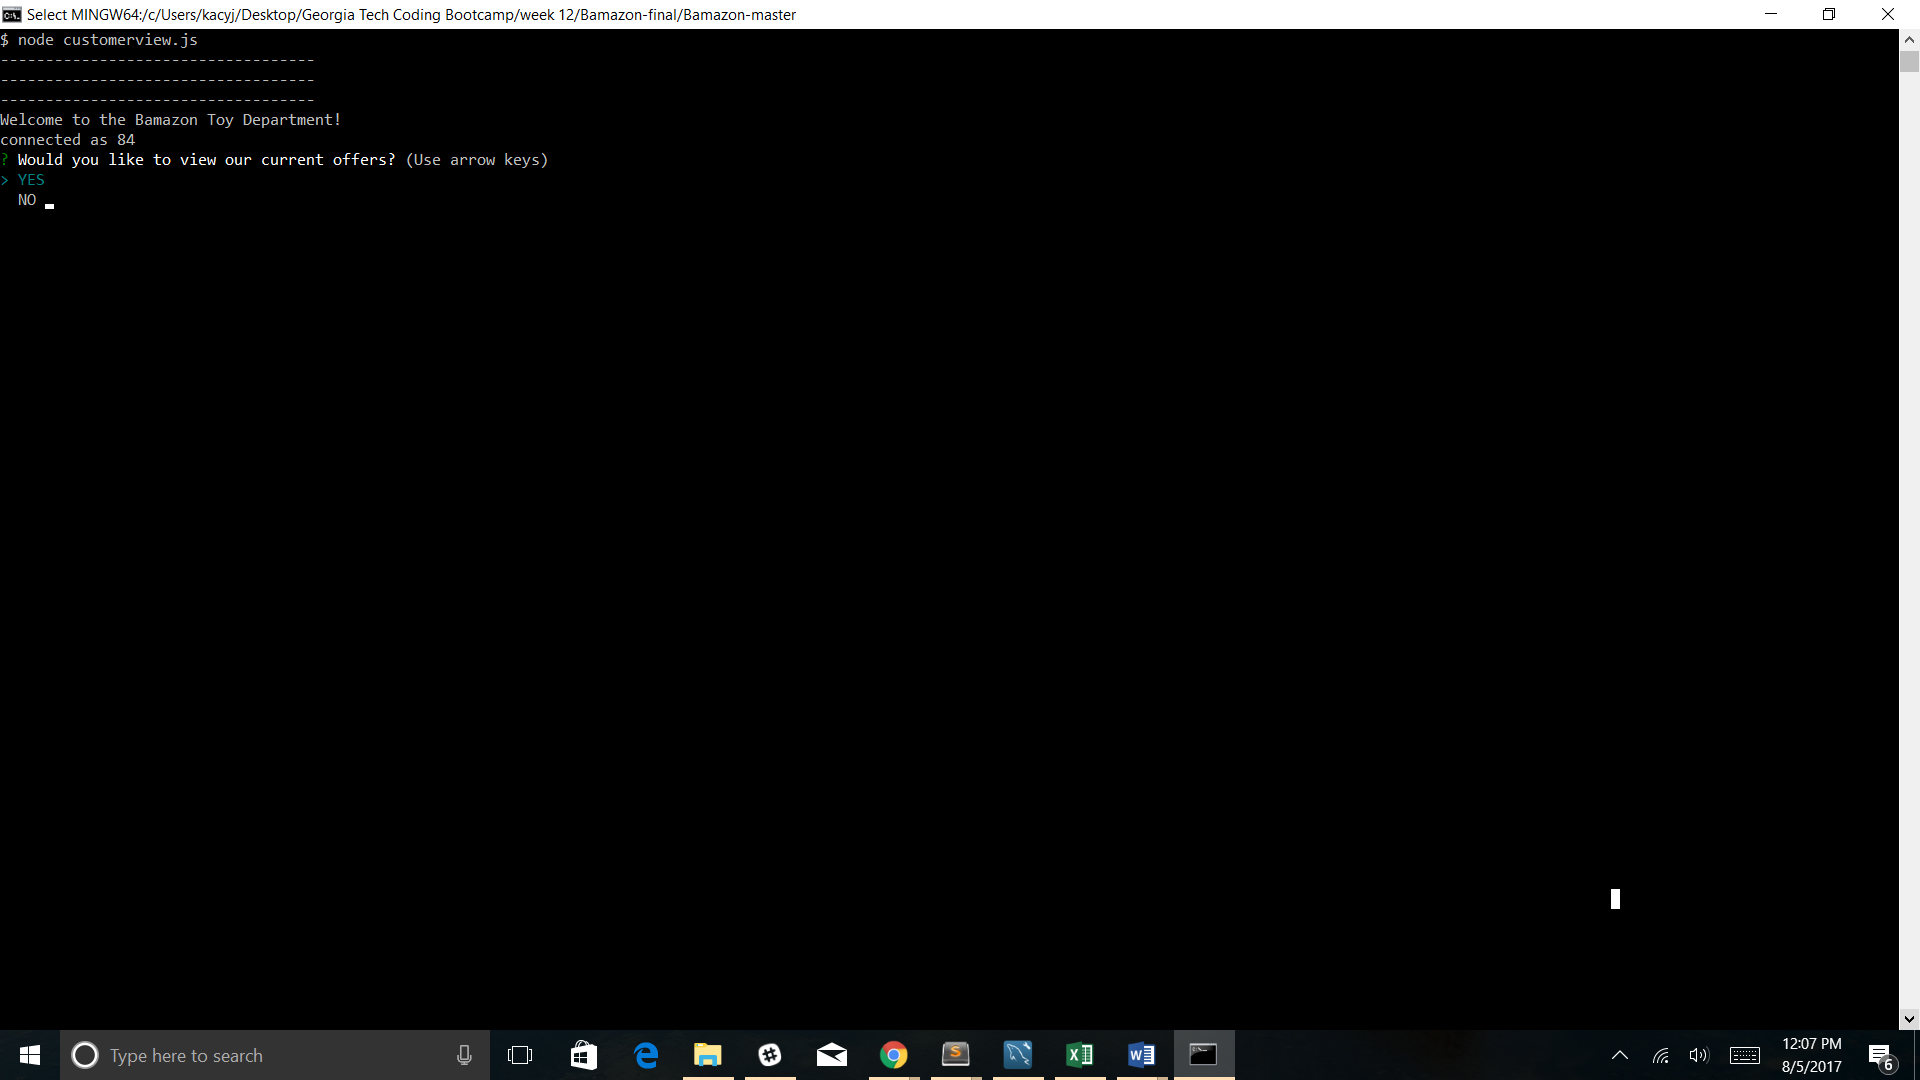 Select MINGW64:/c/Users/kacyj/Desktop/Georgia Tech Coding Bootcamp/week 12/Bamazon-final/Bamazon-master
$ node customerview.js
-----------------------------------
-----------------------------------
-----------------------------------
Welcome to the Bamazon Toy Department!
connected as 84
? Would you like to view our current offers? (Use arrow keys)
> YES
NO
Type here to search
12:07 PM
8/5/2017
6